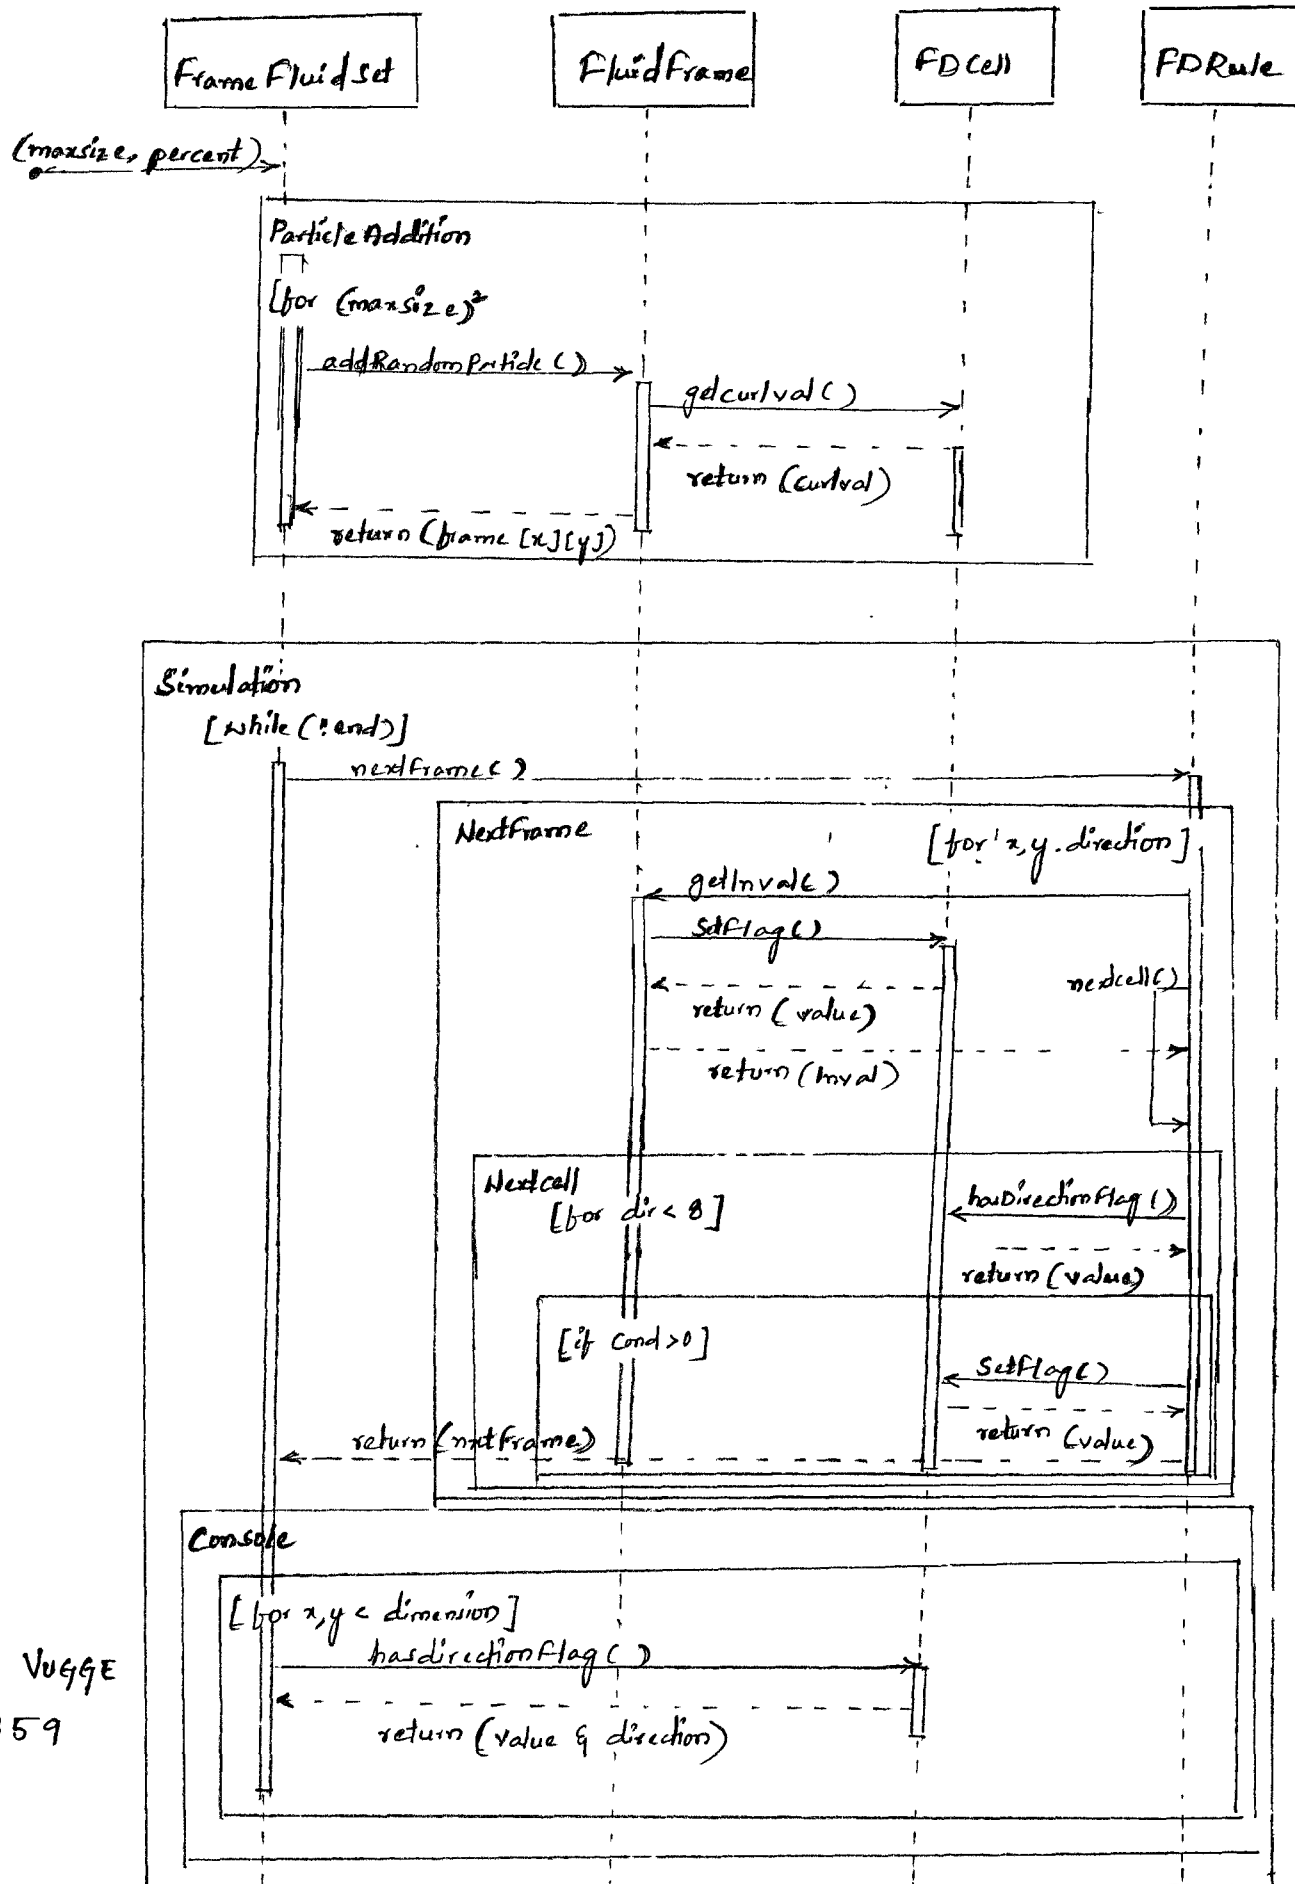 FrameFluidSet
FluidFrame
FDCell
FDRule
(maxsize, percent)
Particle Addition
[for (maxsize)²
addRandomParticle()
getcurlval()
return (curlval)
return (frame [x][y])
Simulation
[while (!end)]
nextFrame()
NextFrame
[for x,y.direction]
getInval()
SetFlag()
nextcell()
return (value)
return (Inval)
Nextcell
[for dir < 8]
hasDirectionFlag()
return (value)
[if Cond>0]
SetFlag()
return (value)
return (nxtFrame)
Console
[for x,y < dimension]
hasdirectionFlag()
VUGGE
return (value & direction)
59